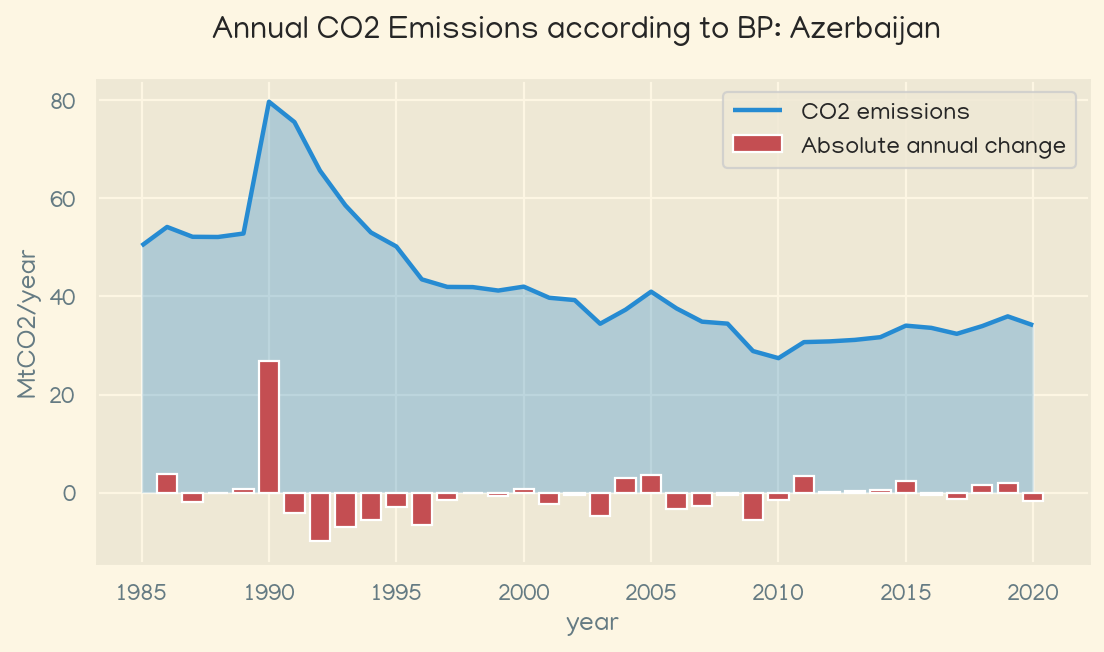 Annual CO2 Emissions according to BP: Azerbaijan
CO2 emissions
Absolute annual change
MtCO2/year
80
60
40
20
0
1985 1990 1995 2000 2005 2010 2015 2020
year